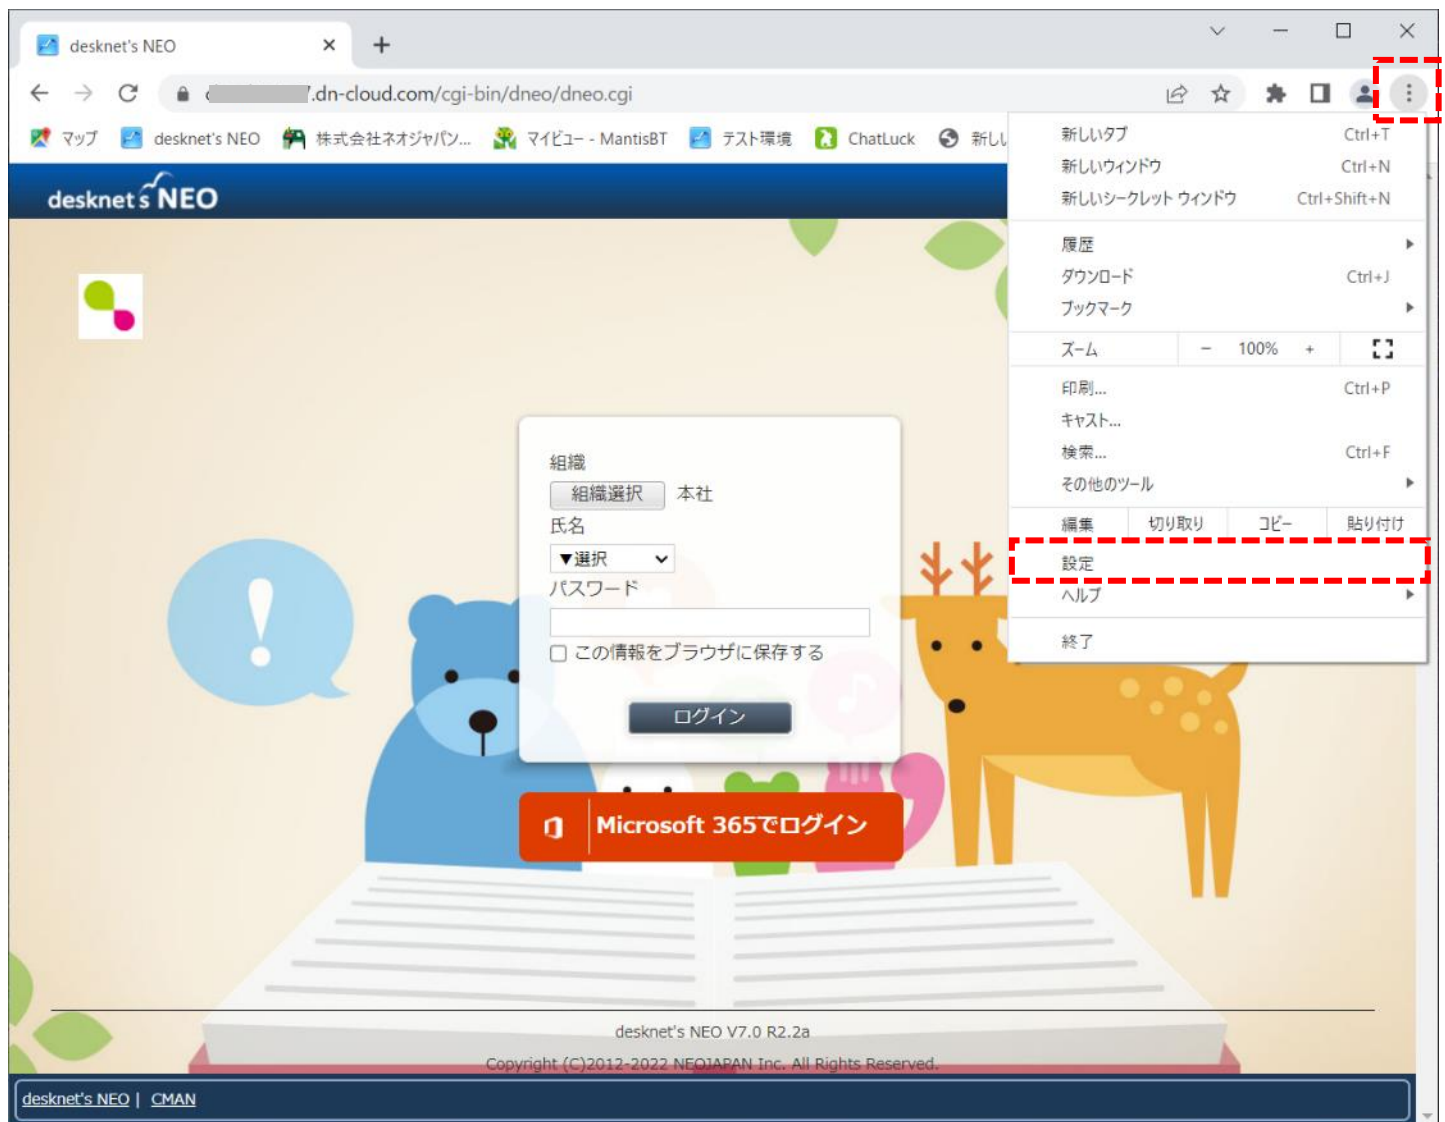 desknet's NEO
.dn-cloud.com/cgi-bin/dneo/dneo.cgi
マップ desknet's NEO 株式会社ネオジャパン... マイビュー - MantisBT テスト環境 ChatLuck 新しい
desknet's NEO
新しいタブ Ctrl+T
新しいウィンドウ Ctrl+N
新しいシークレット ウィンドウ Ctrl+Shift+N
履歴
ダウンロード Ctrl+J
ブックマーク
ズーム - 100% +
印刷... Ctrl+P
キャスト...
検索... Ctrl+F
その他のツール
編集 切り取り コピー 貼り付け
設定
ヘルプ
終了
組織
組織選択 本社
氏名
▼選択
パスワード
この情報をブラウザに保存する
ログイン
Microsoft 365でログイン
desknet's NEO V7.0 R2.2a
Copyright (C)2012-2022 NEOJAPAN Inc. All Rights Reserved.
desknet's NEO | CMAN